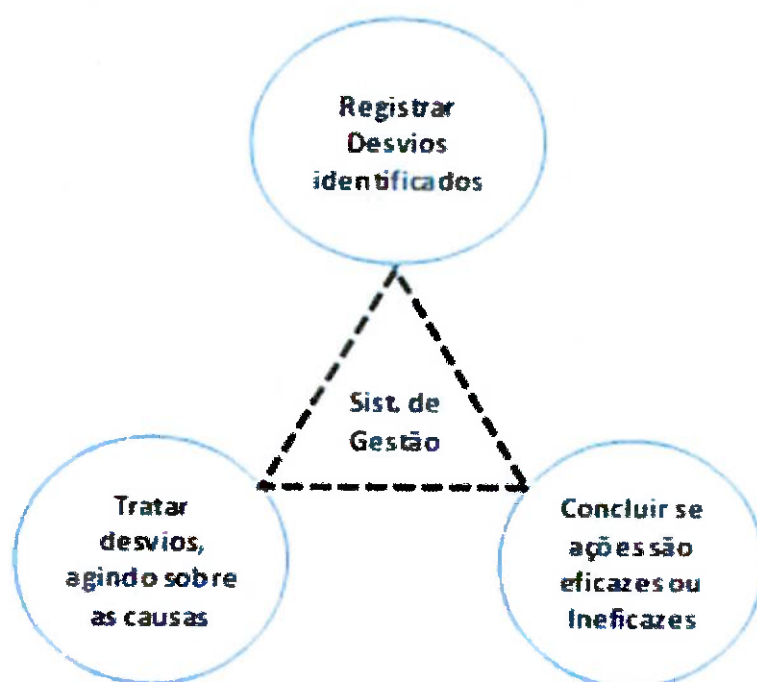 Registrar
Desvios
identificados
Sist. de
Gestão
Tratar
desvios,
agindo sobre
as causas
Concluir se
ações são
eficazes ou
Ineficazes